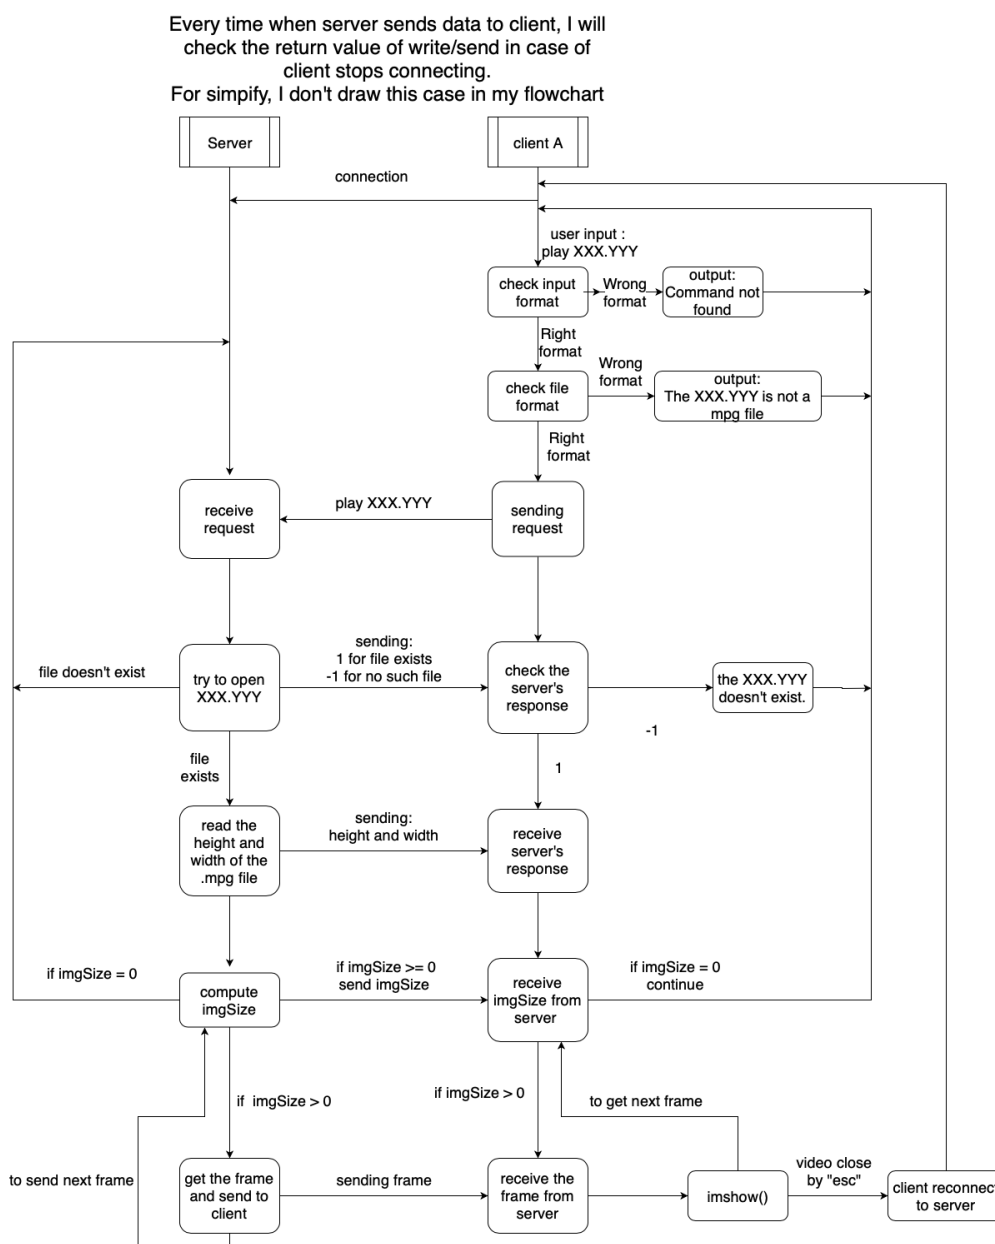 Every time when server sends data to client, I will
check the return value of write/send in case of
client stops connecting.
For simpify, I don't draw this case in my flowchart
Server
client A
connection
user input :
play XXX.YYY
check input
format
Wrong
format
output:
Command not
found
Right
format
check file
format
Wrong
format
output:
The XXX.YYY is not a
mpg file
Right
format
receive
request
play XXX.YYY
sending
request
file doesn't exist
try to open
XXX.YYY
sending:
1 for file exists
-1 for no such file
check the
server's
response
the XXX.YYY
doesn't exist.
-1
file
exists
1
read the
height and
width of the
.mpg file
sending:
height and width
receive
server's
response
if imgSize = 0
compute
imgSize
if imgSize >= 0
send imgSize
receive
imgSize from
server
if imgSize = 0
continue
if imgSize > 0
if imgSize > 0
to get next frame
to send next frame
get the frame
and send to
client
sending frame
receive the
frame from
server
imshow()
video close
by "esc"
client reconnect
to server